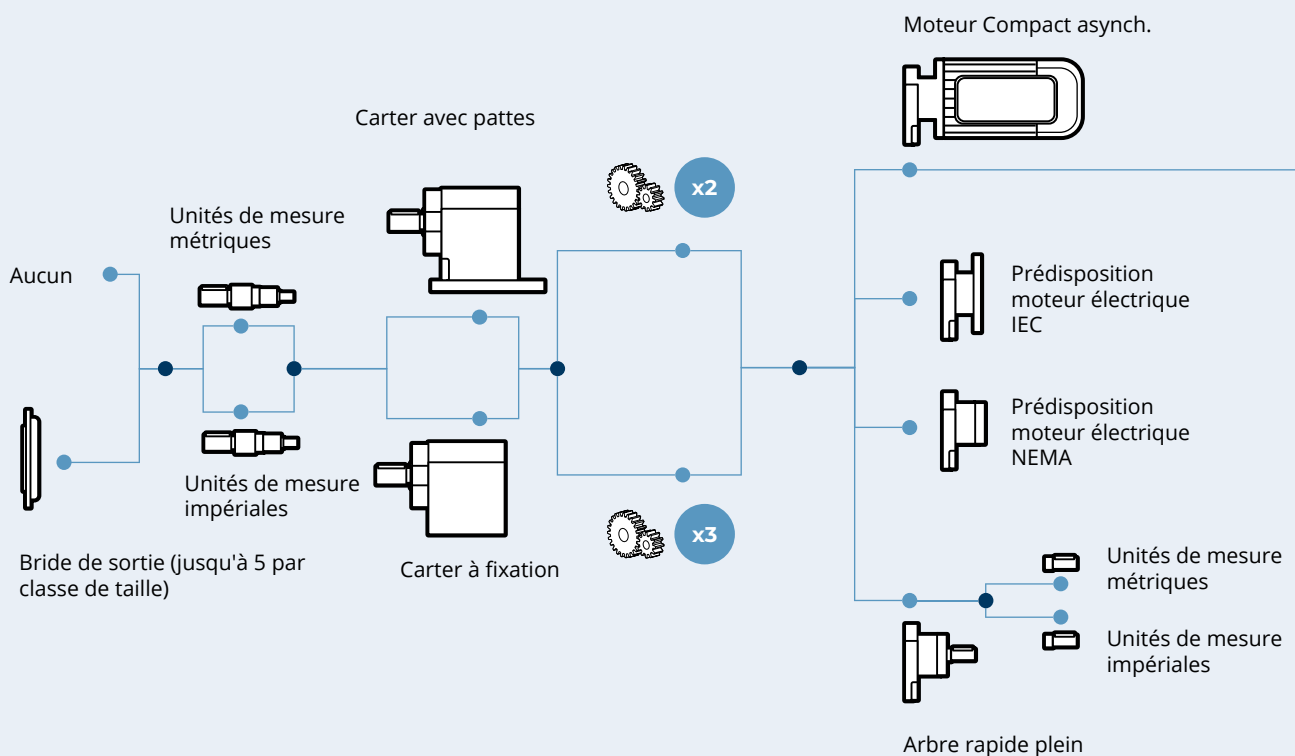 Moteur Compact asynch.
Carter avec pattes
x2
Unités de mesure
métriques
Aucun
Prédisposition
moteur électrique
IEC
Prédisposition
moteur électrique
NEMA
Unités de mesure
impériales
x3
Bride de sortie (jusqu'à 5 par
classe de taille)
Carter à fixation
Unités de mesure
métriques
Unités de mesure
impériales
Arbre rapide plein